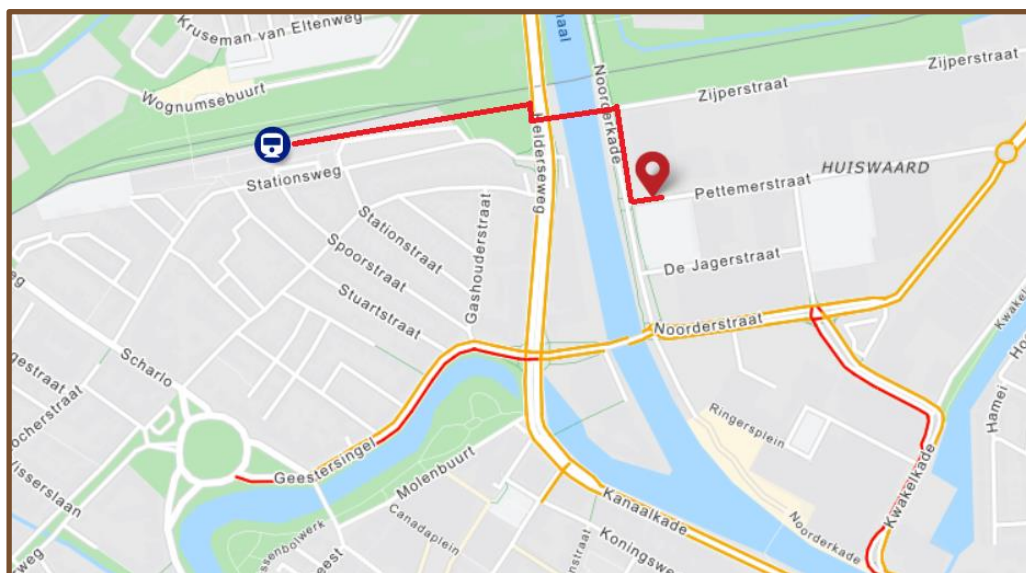 Kruseman van Eltenweg
Wognumsebuurt
Stationsweg
Stationstraat
Spoorstraat
Stuartstraat
Gashouderstraat
Helderseweg
Noorderkade
Zijperstraat
Zijperstraat
HUISWAARD
Pettemerstraat
De Jagerstraat
Noorderstraat
Scharlo
Geestersingel
Molenbuurt
Canadaplein
Kanaalkade
Ringersplein
Noorderkade
Kwakelkade
Hamei